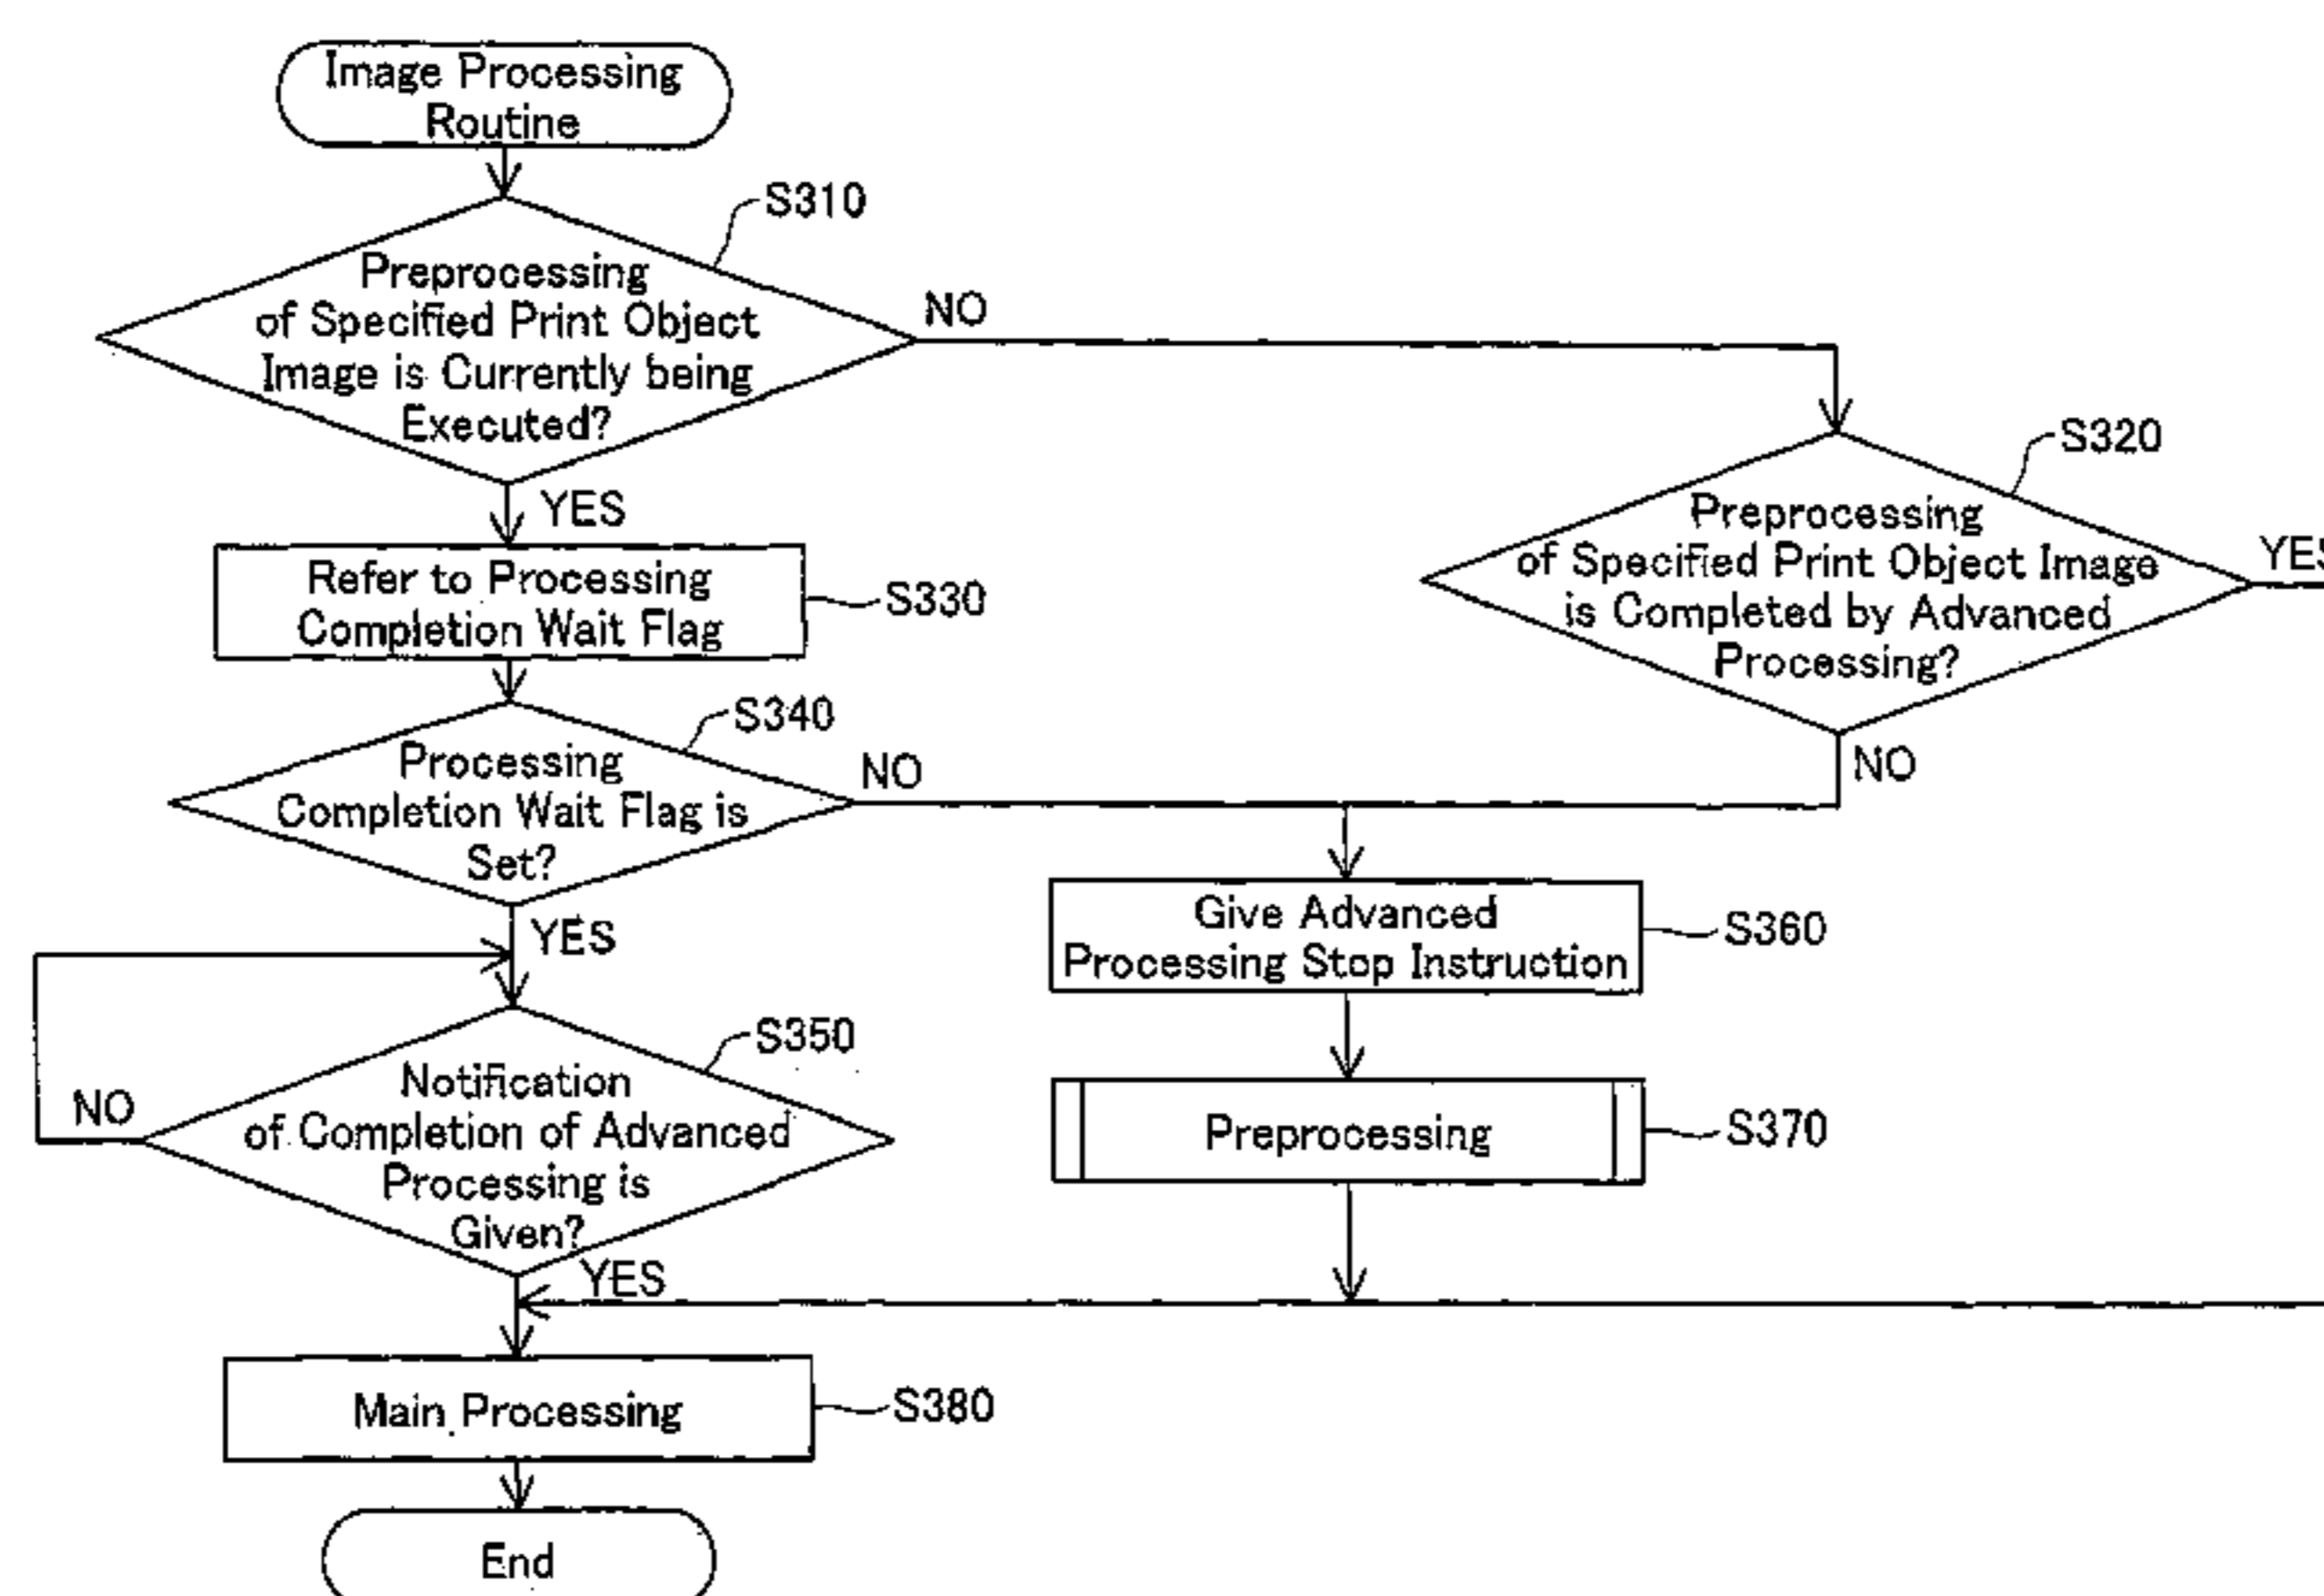 Image Processing
Routine
S310
Preprocessing
of Specified Print Object
Image is Currently being
Executed?
NO
YES
S320
Preprocessing
of Specified Print Object Image
is Completed by Advanced
Processing?
YES
NO
Refer to Processing
Completion Wait Flag
S330
S340
Processing
Completion Wait Flag is
Set?
NO
YES
Give Advanced
Processing Stop Instruction
S360
S350
Notification
of Completion of Advanced
Processing is
Given?
NO
YES
Preprocessing
S370
Main Processing
S380
End